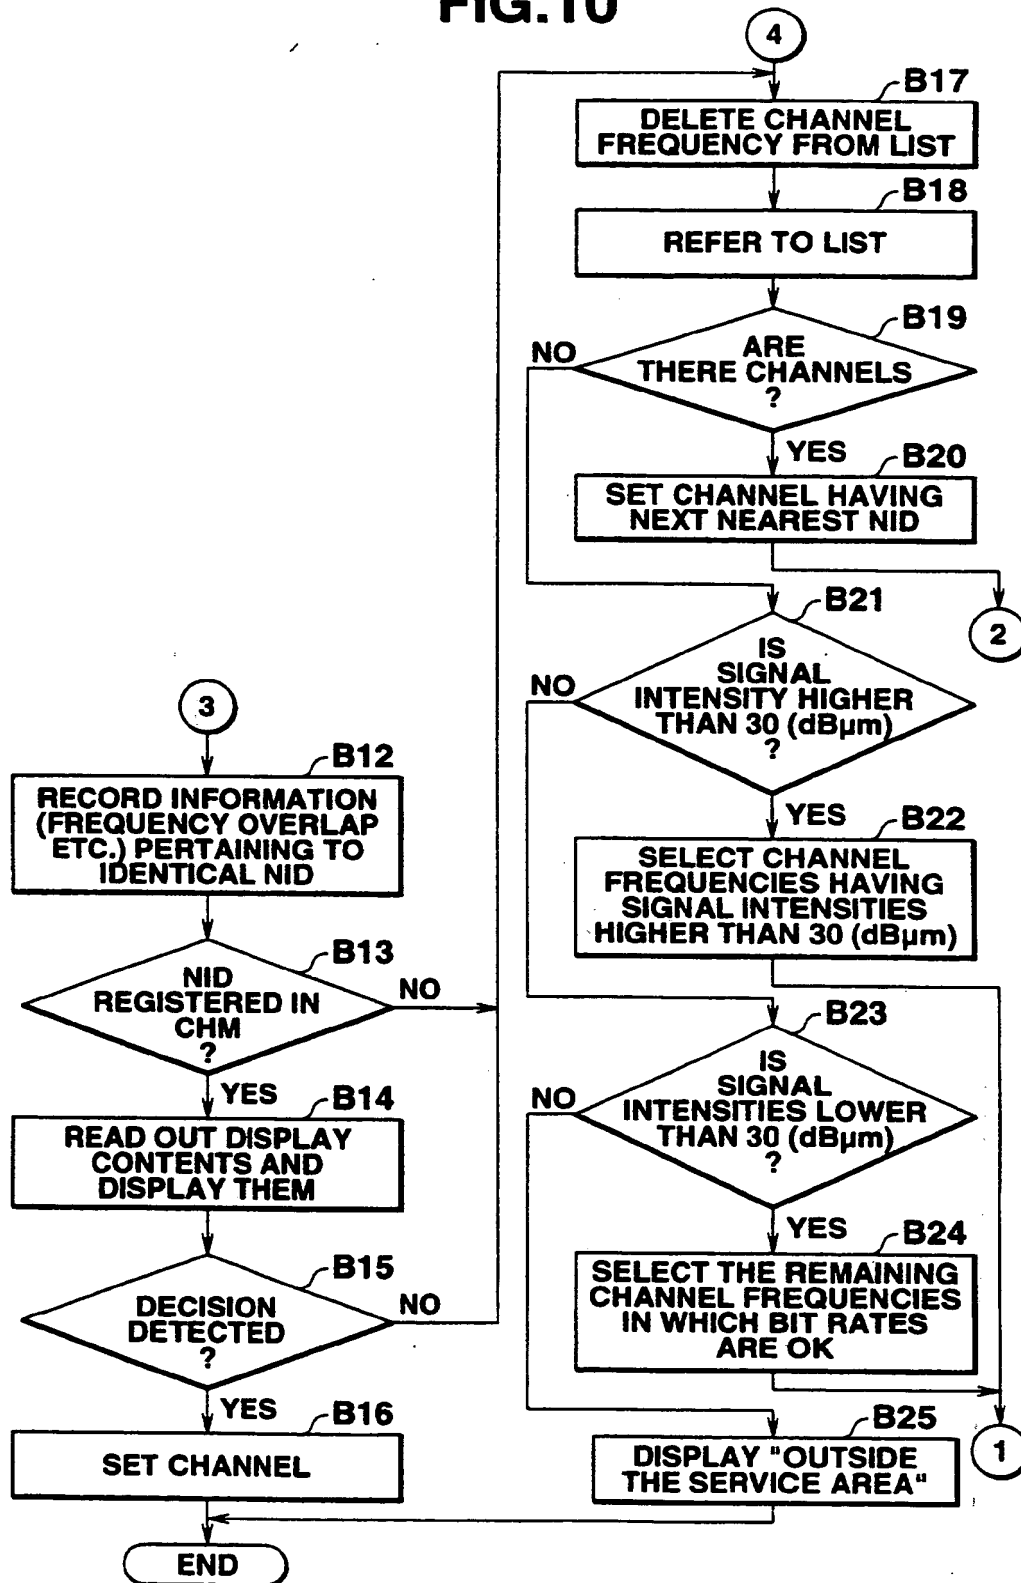 FIG.10
4
B17
DELETE CHANNEL
FREQUENCY FROM LIST
B18
REFER TO LIST
B19
ARE
THERE CHANNELS
?
NO
YES
B20
SET CHANNEL HAVING
NEXT NEAREST NID
2
B21
IS
SIGNAL
INTENSITY HIGHER
THAN 30 (dBµm)
?
NO
YES
B22
SELECT CHANNEL
FREQUENCIES HAVING
SIGNAL INTENSITIES
HIGHER THAN 30 (dBµm)
B23
IS
SIGNAL
INTENSITIES LOWER
THAN 30 (dBµm)
?
NO
YES
B24
SELECT THE REMAINING
CHANNEL FREQUENCIES
IN WHICH BIT RATES
ARE OK
1
B25
DISPLAY "OUTSIDE
THE SERVICE AREA"
3
B12
RECORD INFORMATION
(FREQUENCY OVERLAP
ETC.) PERTAINING TO
IDENTICAL NID
B13
NID
REGISTERED IN
CHM
?
NO
YES
B14
READ OUT DISPLAY
CONTENTS AND
DISPLAY THEM
B15
DECISION
DETECTED
?
NO
YES
B16
SET CHANNEL
END